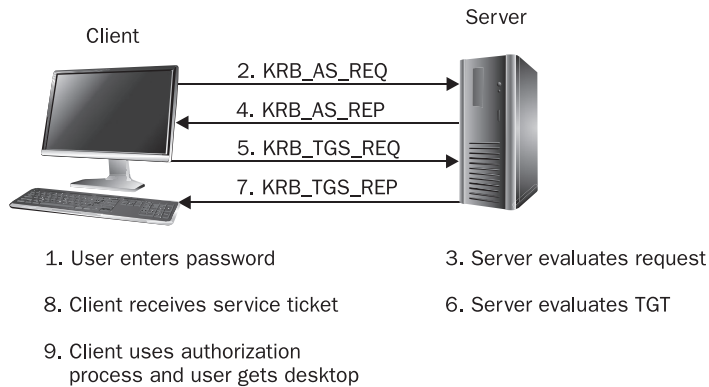 Client
Server
2. KRB_AS_REQ
4. KRB_AS_REP
5. KRB_TGS_REQ
7. KRB_TGS_REP
1. User enters password
3. Server evaluates request
8. Client receives service ticket
6. Server evaluates TGT
9. Client uses authorization
process and user gets desktop